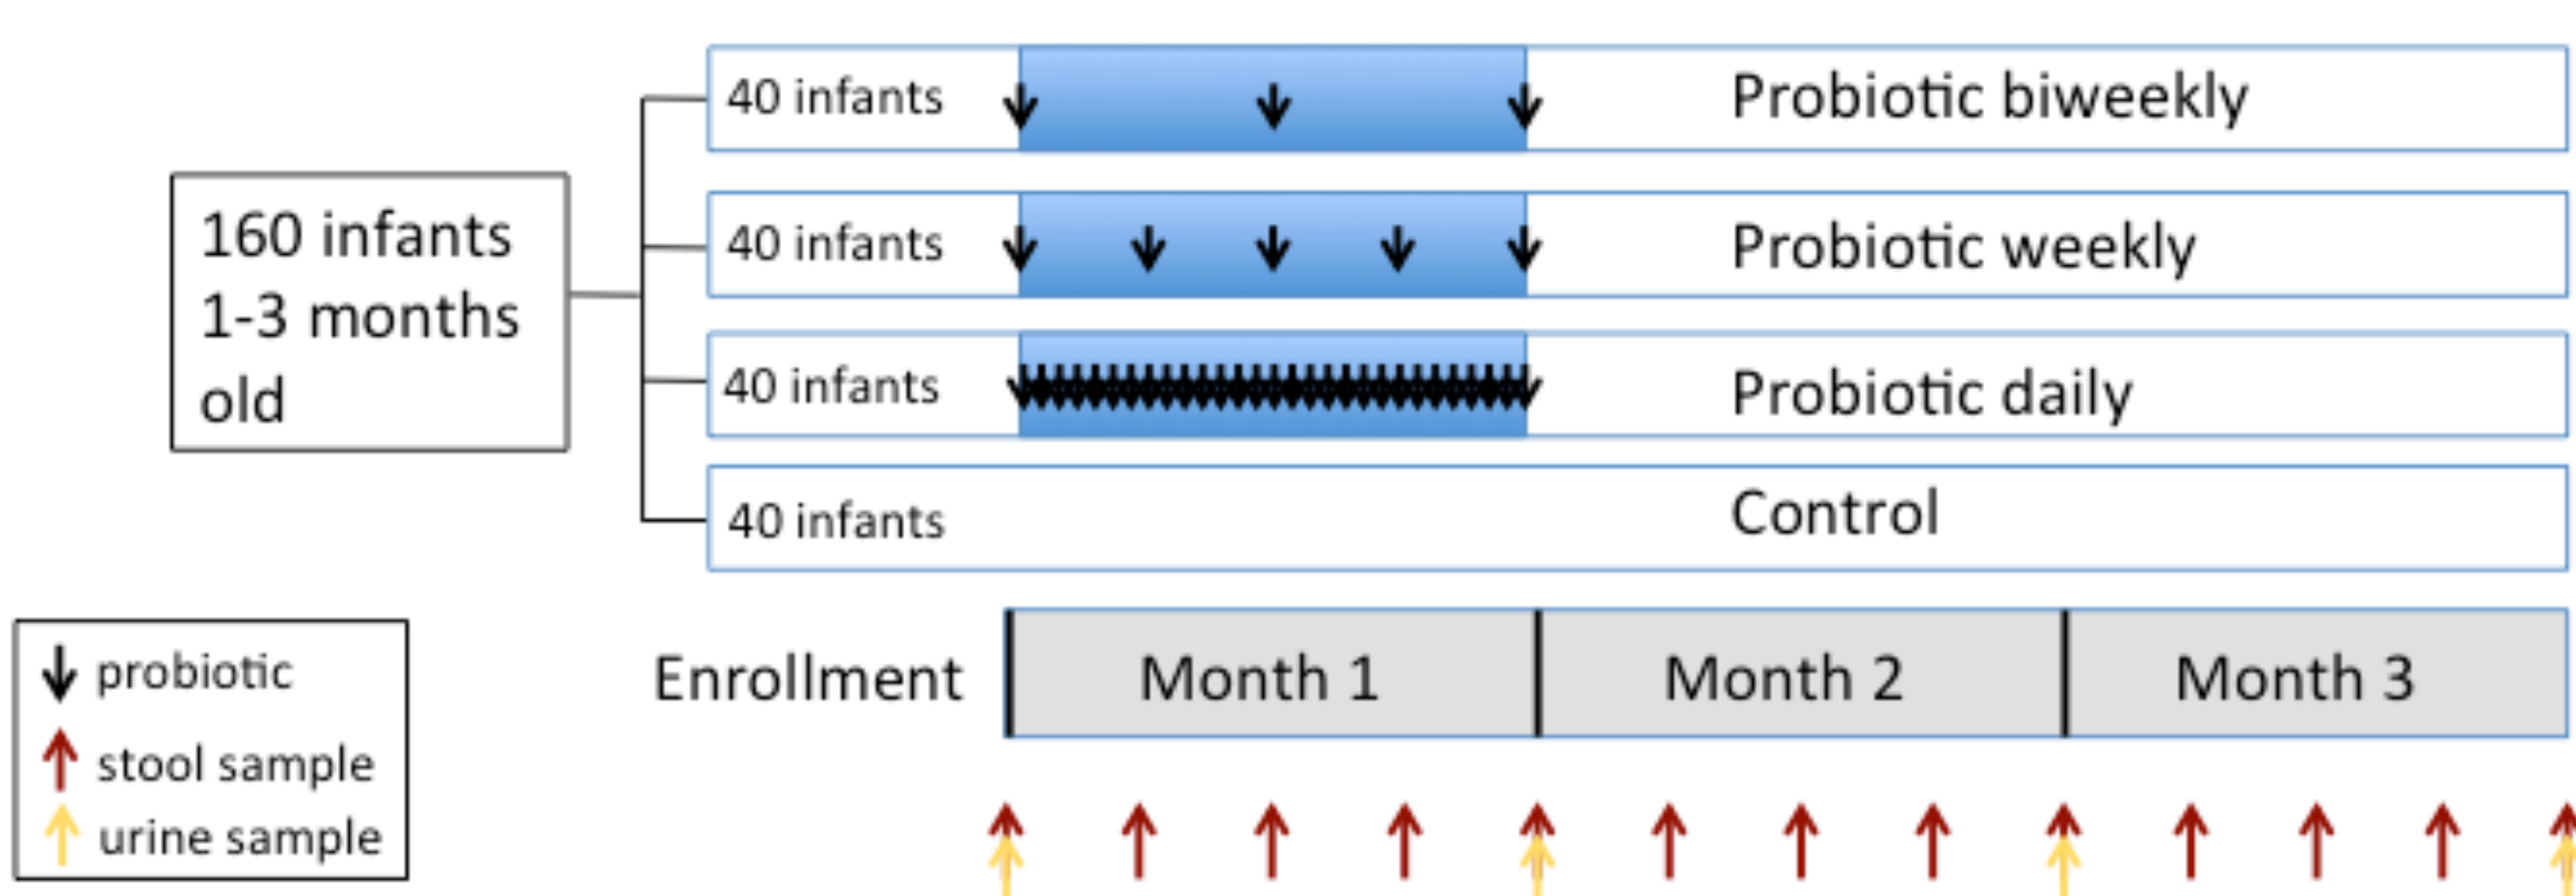 40 infants
Probiotic biweekly
160 infants
1-3 months
old
40 infants
Probiotic weekly
40 infants
Probiotic daily
40 infants
Control
Enrollment
Month 1
Month 2
Month 3
probiotic
stool sample
urine sample